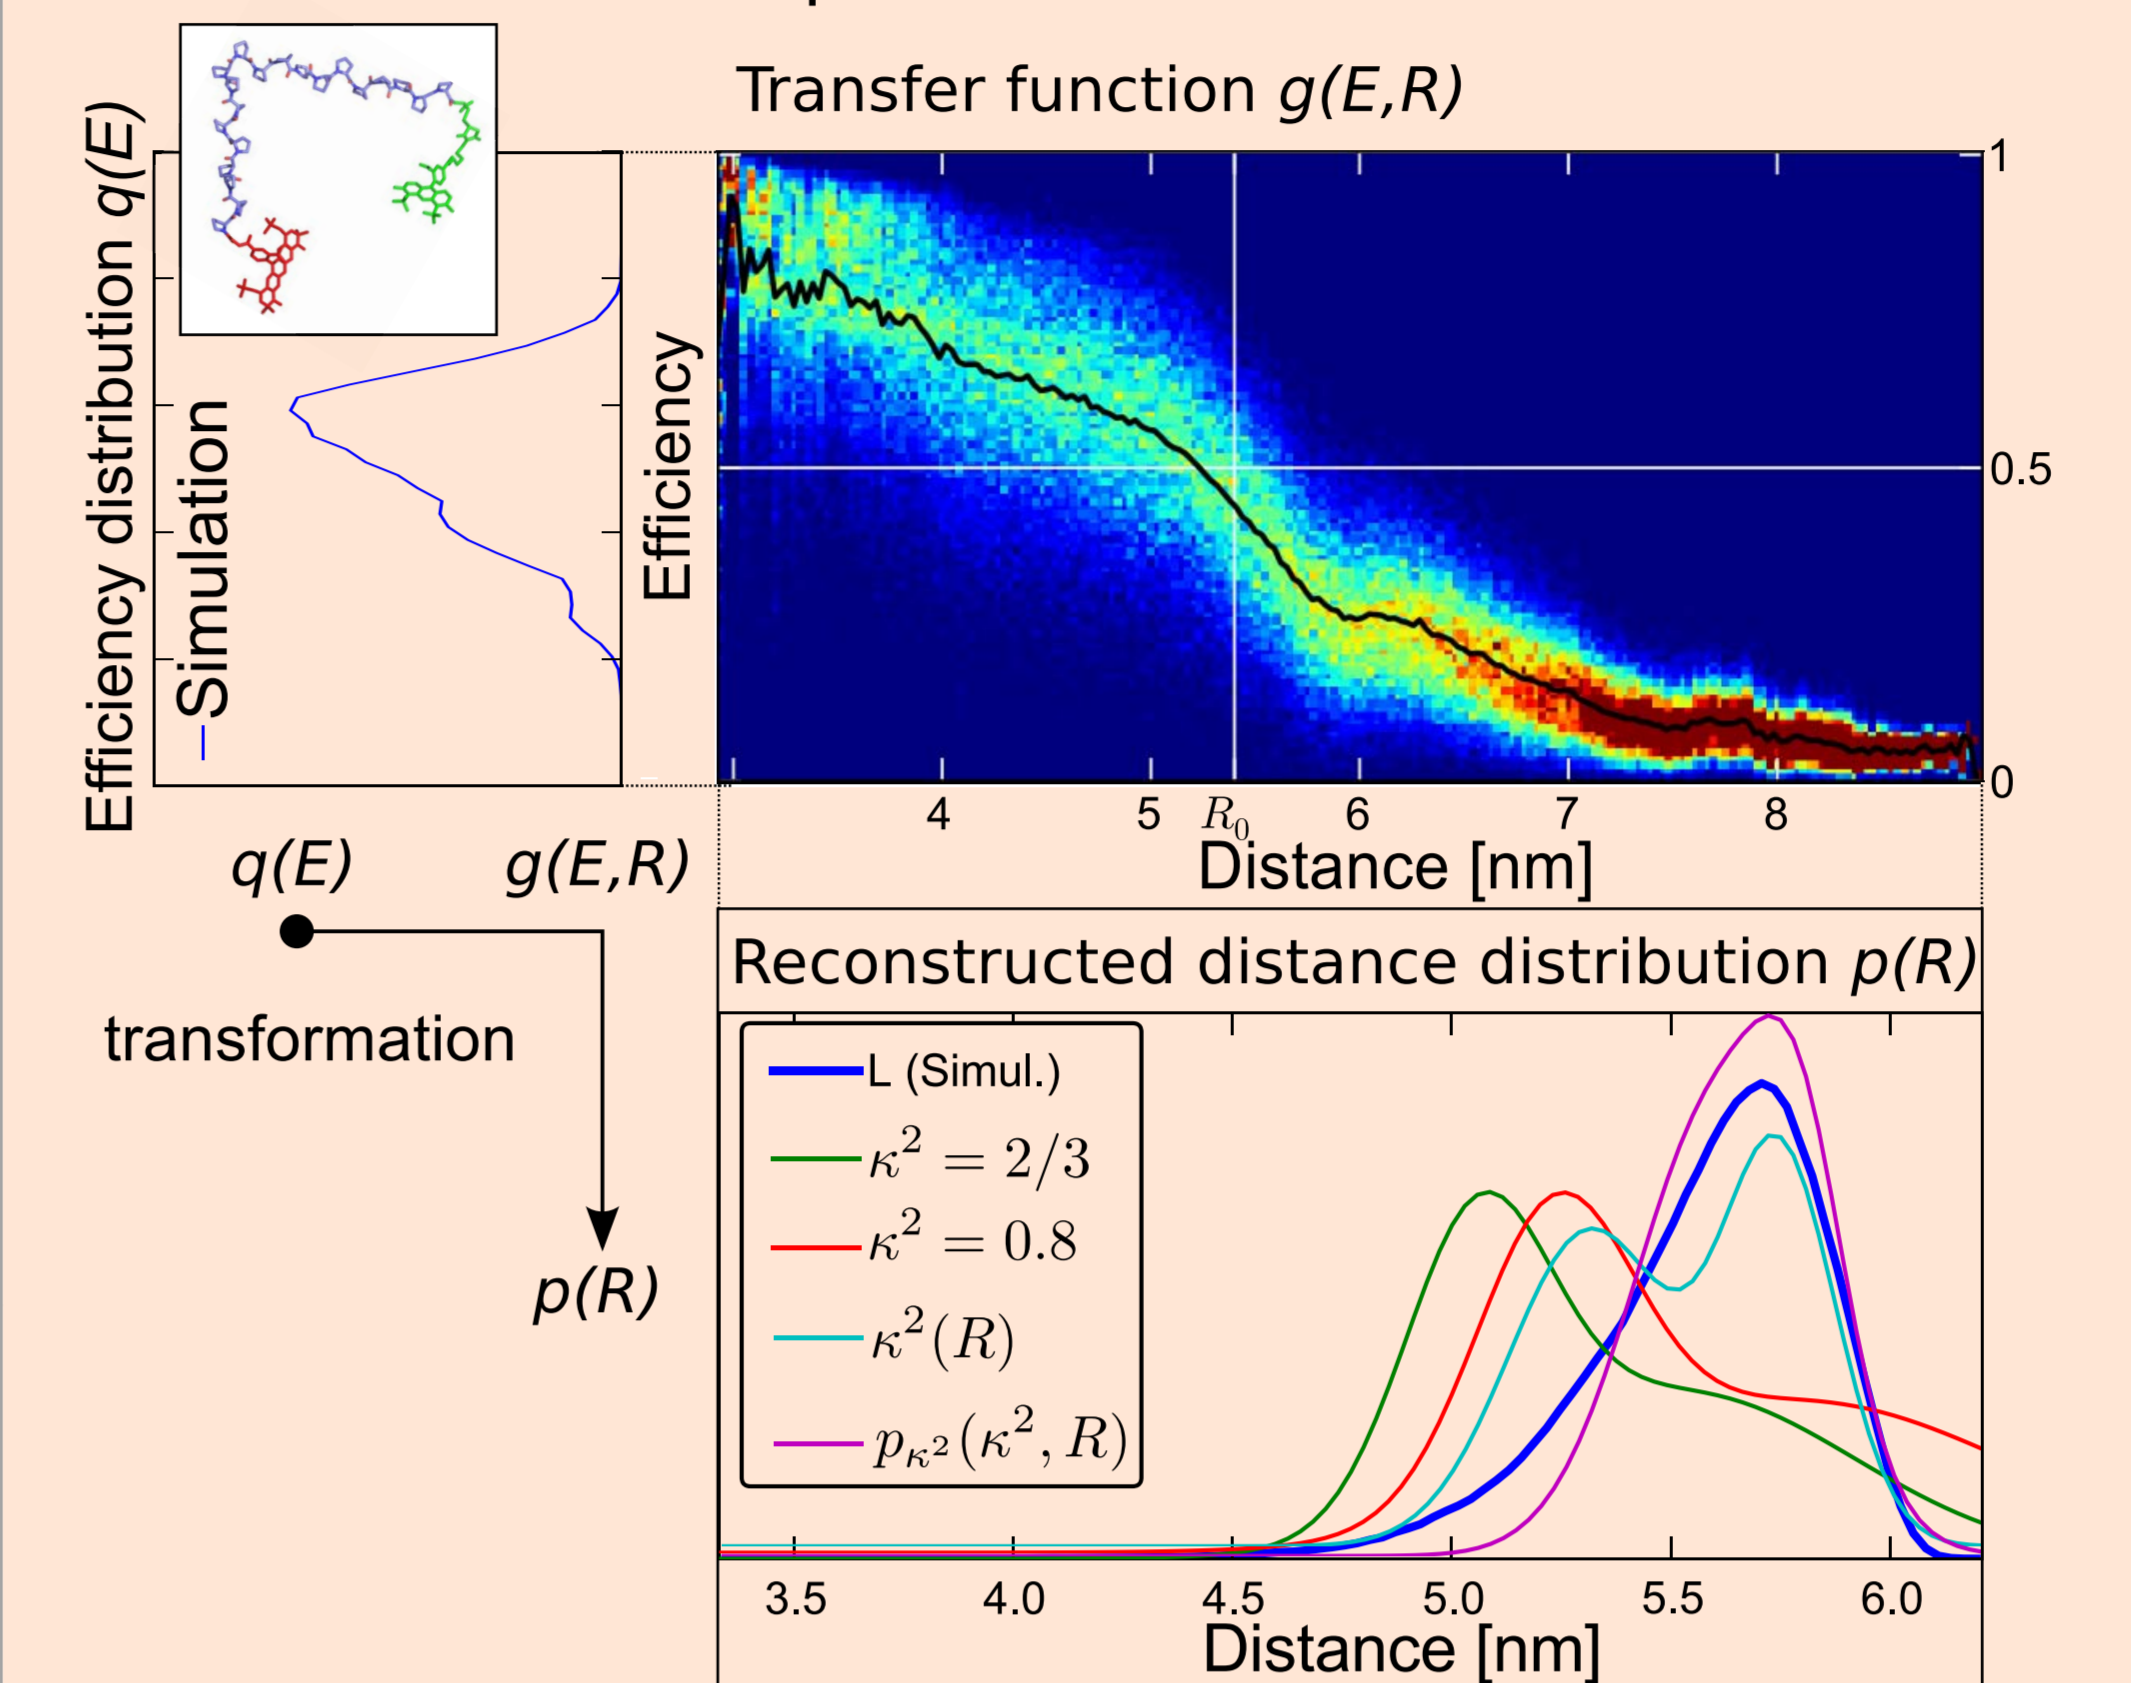 Transfer function g(E,R)
Efficiency distribution q(E)
Simulation
Efficiency
1
0.5
0
4 5 R₀ 6 7 8
Distance [nm]
q(E) g(E,R)
transformation
p(R)
Reconstructed distance distribution p(R)
L (Simul.)
κ² = 2/3
κ² = 0.8
κ²(R)
p_κ²(κ², R)
3.5 4.0 4.5 5.0 5.5 6.0
Distance [nm]